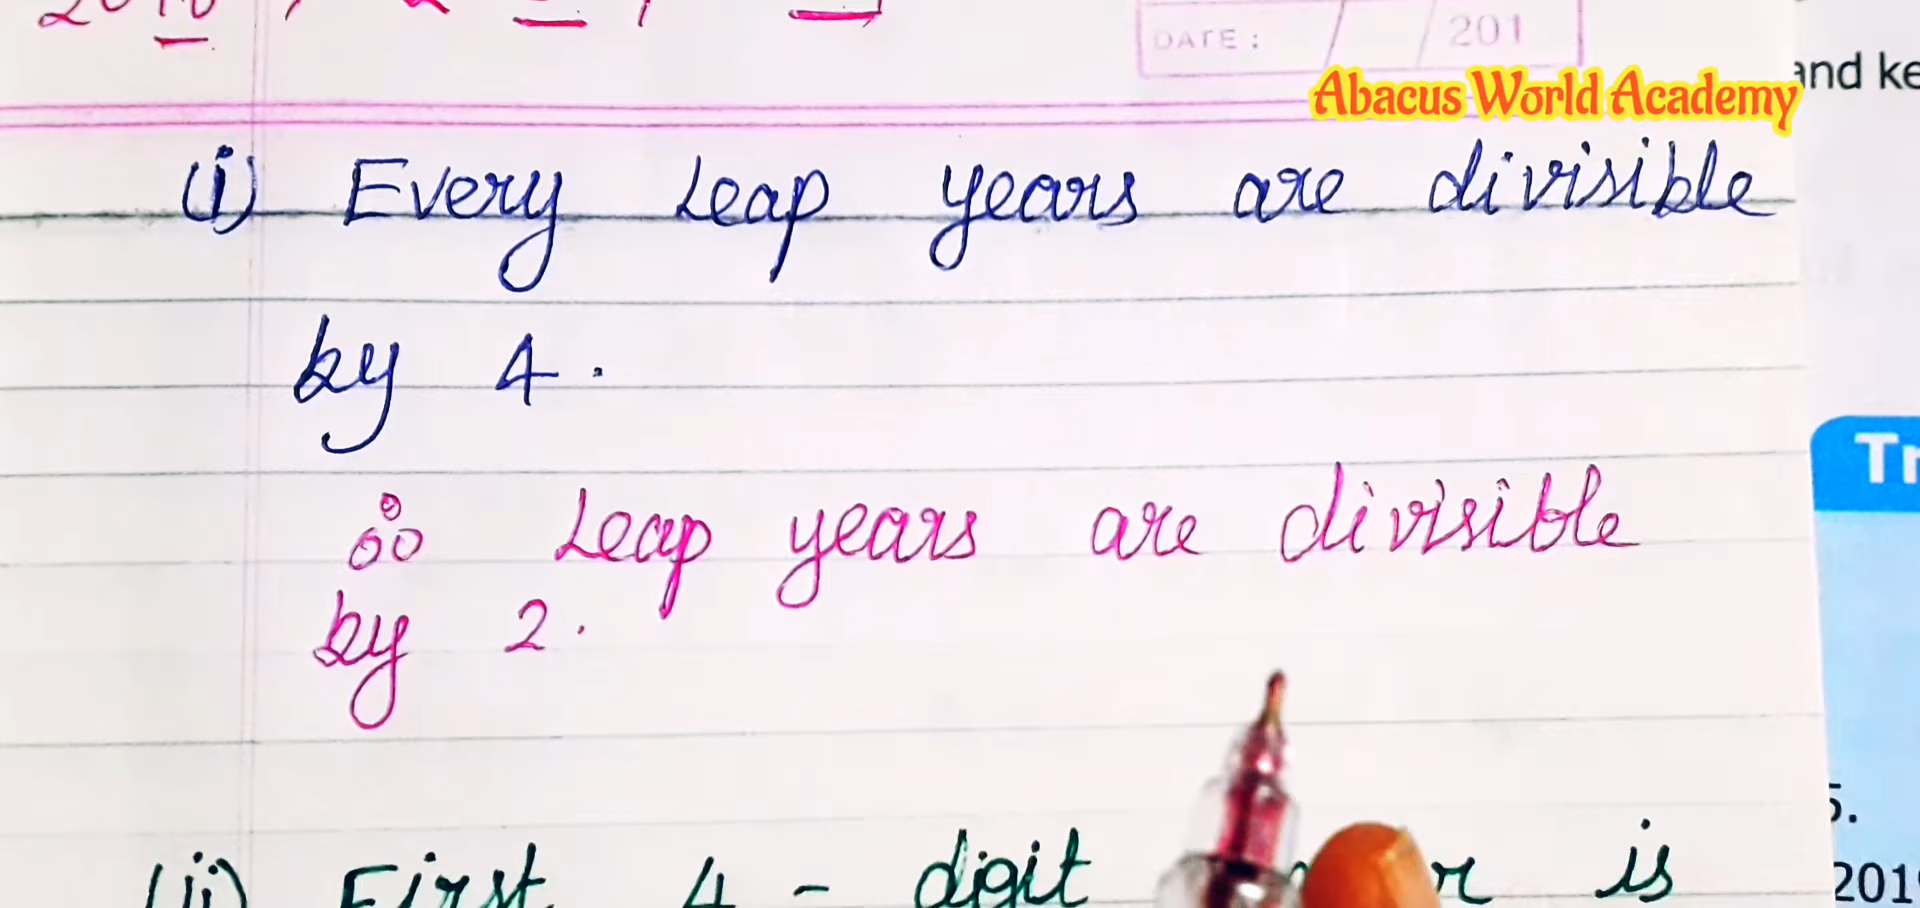 DATE : / / 201
Abacus World Academy
and ke
(i) Every Leap years are divisible
by 4.
∴ Leap years are divisible
by 2.
Tr
5.
(ii) First 4 - digit is
201